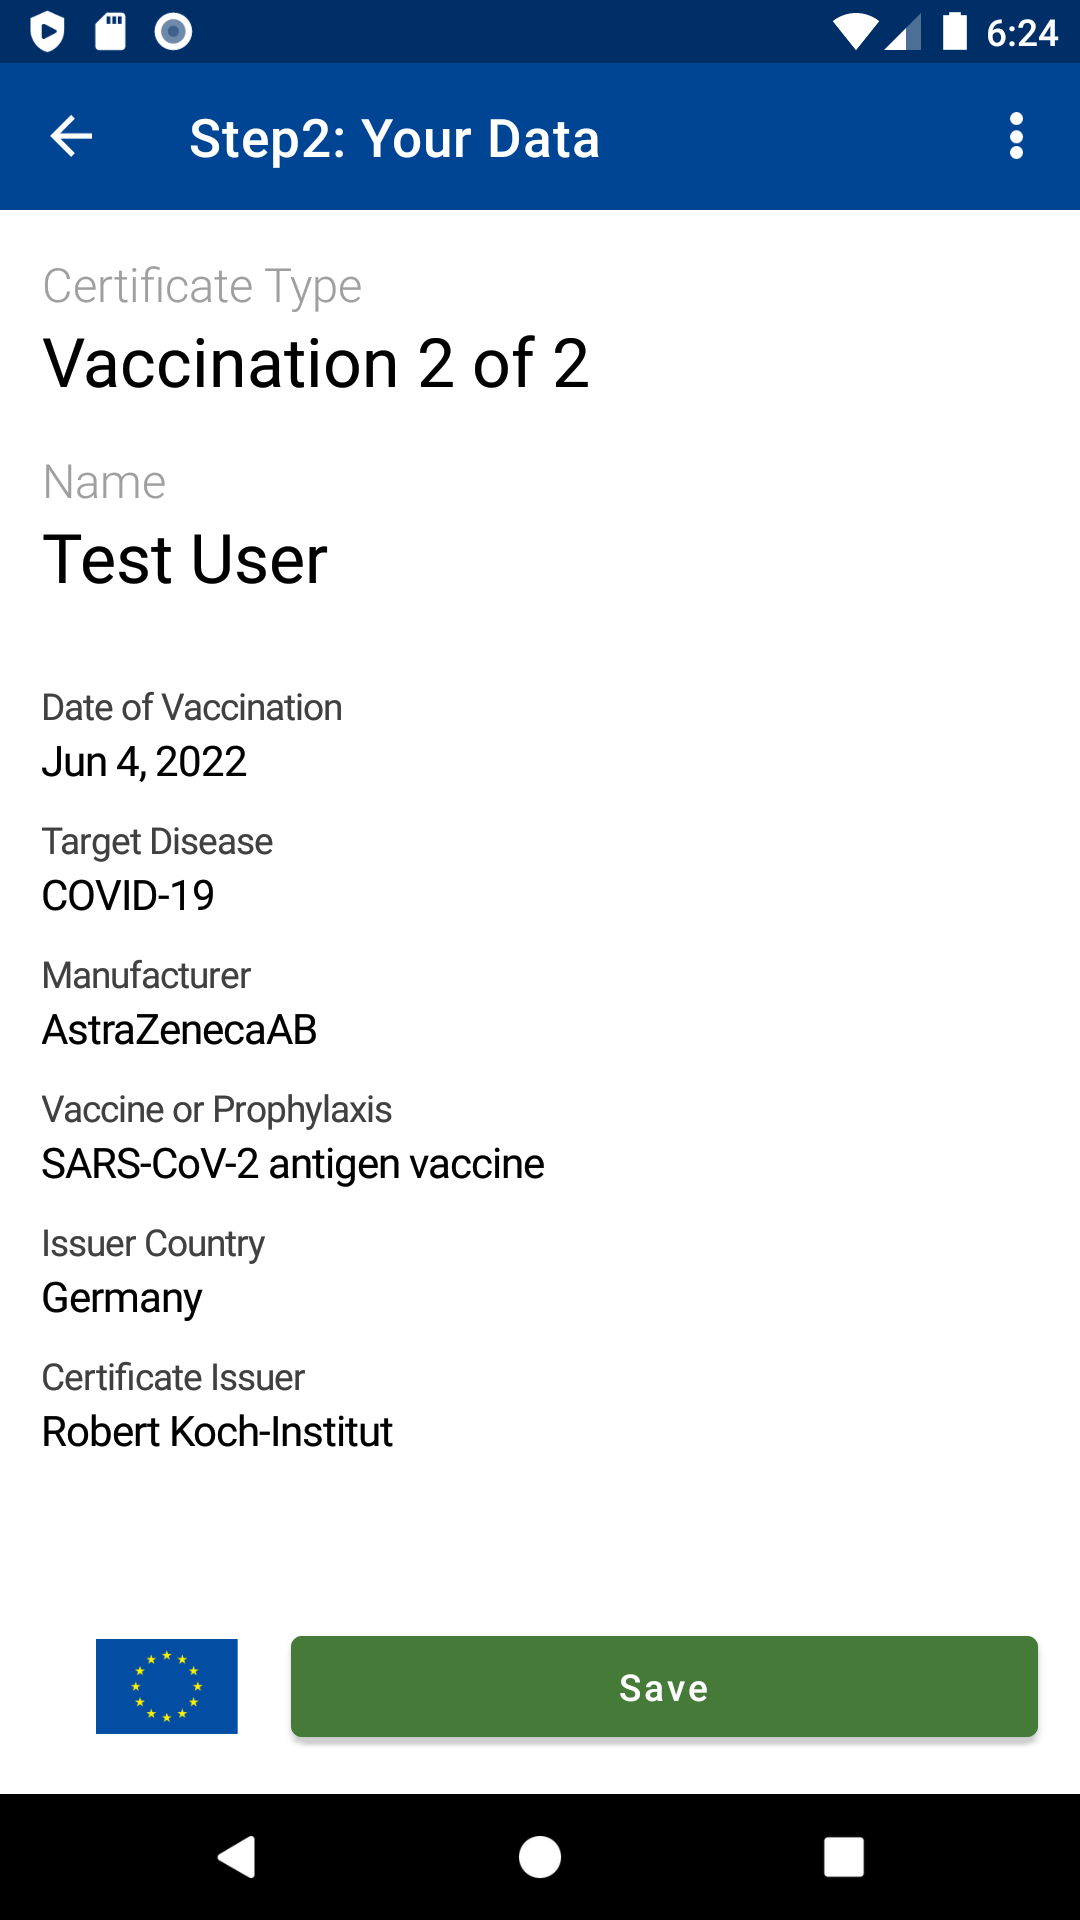 6:24
Step2: Your Data
Certificate Type
Vaccination 2 of 2
Name
Test User
Date of Vaccination
Jun 4, 2022
Target Disease
COVID-19
Manufacturer
AstraZenecaAB
Vaccine or Prophylaxis
SARS-CoV-2 antigen vaccine
Issuer Country
Germany
Certificate Issuer
Robert Koch-Institut
Save